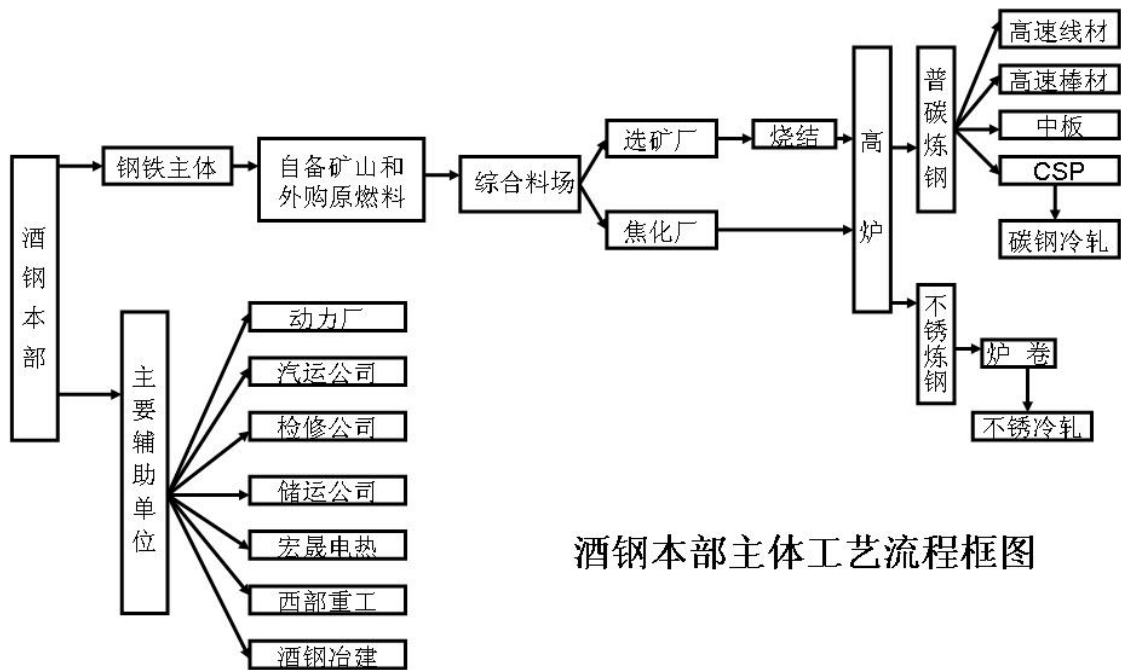 酒钢本部
钢铁主体
自备矿山和
外购原燃料
综合料场
选矿厂
烧结
焦化厂
高炉
普碳炼钢
高速线材
高速棒材
中板
CSP
碳钢冷轧
不锈炼钢
炉卷
不锈冷轧
主要辅助单位
动力厂
汽运公司
检修公司
储运公司
宏晟电热
西部重工
酒钢冶建
酒钢本部主体工艺流程框图